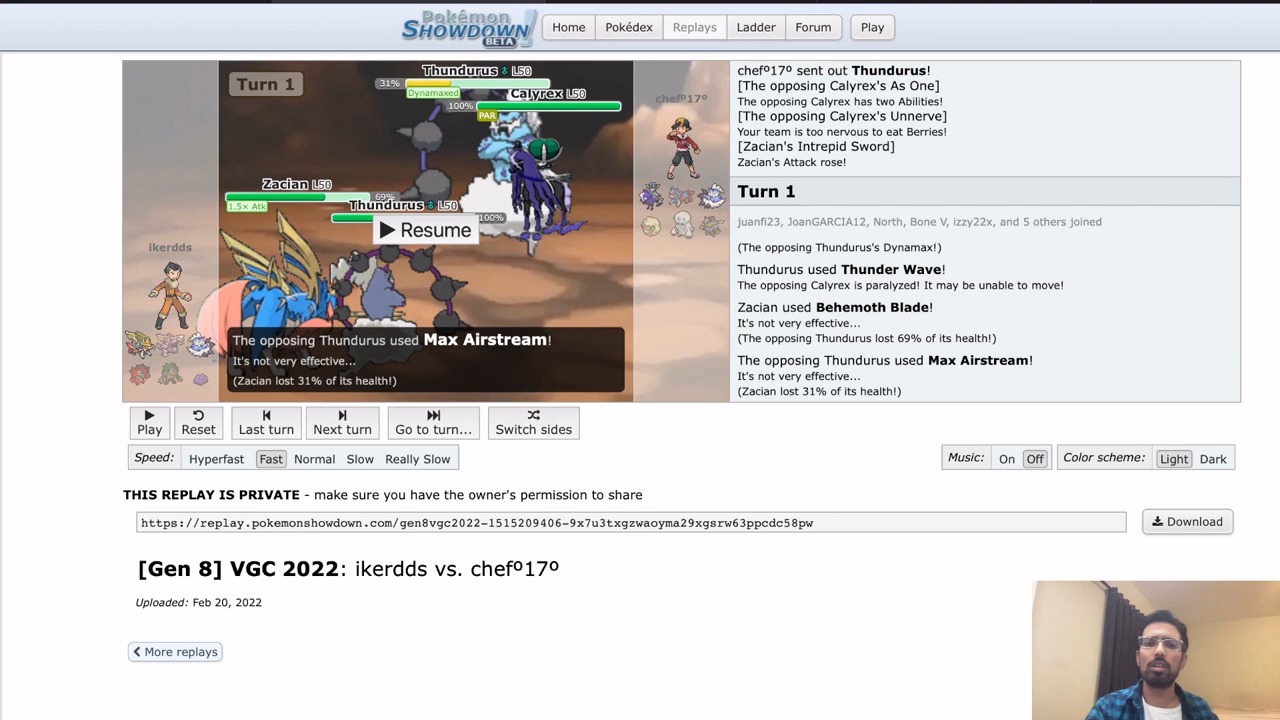 Pokémon
SHOWDOWN!
BETA
Home
Pokédex
Replays
Ladder
Forum
Play
Turn 1
Thundurus ♂ L50
31%
Dynamaxed
Calyrex L50
100%
PAR
chefº17º
Zacian L50
69%
1.5× Atk
Thundurus ♂ L50
100%
▶ Resume
ikerdds
The opposing Thundurus used Max Airstream!
It's not very effective...
(Zacian lost 31% of its health!)
chefº17º sent out Thundurus!
[The opposing Calyrex's As One]
The opposing Calyrex has two Abilities!
[The opposing Calyrex's Unnerve]
Your team is too nervous to eat Berries!
[Zacian's Intrepid Sword]
Zacian's Attack rose!
Turn 1
juanfi23, JoanGARCIA12, North, Bone V, izzy22x, and 5 others joined
(The opposing Thundurus's Dynamax!)
Thundurus used Thunder Wave!
The opposing Calyrex is paralyzed! It may be unable to move!
Zacian used Behemoth Blade!
It's not very effective...
(The opposing Thundurus lost 69% of its health!)
The opposing Thundurus used Max Airstream!
It's not very effective...
(Zacian lost 31% of its health!)
Play
Reset
Last turn
Next turn
Go to turn...
Switch sides
Speed: Hyperfast Fast Normal Slow Really Slow
Music: On Off
Color scheme: Light Dark
THIS REPLAY IS PRIVATE - make sure you have the owner's permission to share
https://replay.pokemonshowdown.com/gen8vgc2022-1515209406-9x7u3txgzwaoyma29xgsrw63ppcdc58pw
Download
[Gen 8] VGC 2022: ikerdds vs. chefº17º
Uploaded: Feb 20, 2022
More replays